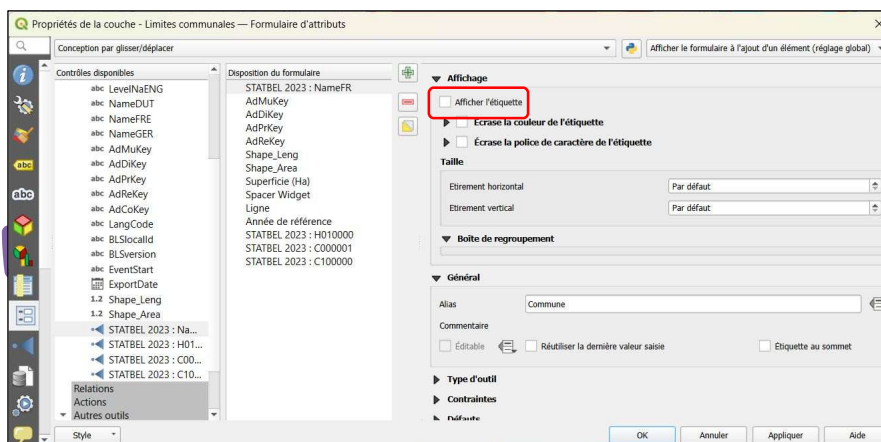 Propriétés de la couche - Limites communales — Formulaire d'attributs
Conception par glisser/déplacer
Afficher le formulaire à l'ajout d'un élément (réglage global)
Contrôles disponibles
abc LevelNaENG
abc NameDUT
abc NameFRE
abc NameGER
abc AdMuKey
abc AdDiKey
abc AdPrKey
abc AdReKey
abc AdCoKey
abc LangCode
abc BLSlocalId
abc BLSversion
abc EventStart
ExportDate
1.2 Shape_Leng
1.2 Shape_Area
STATBEL 2023 : Na...
STATBEL 2023 : H01...
STATBEL 2023 : C00...
STATBEL 2023 : C10...
Relations
Actions
Autres outils
Disposition du formulaire
STATBEL 2023 : NameFR
AdMuKey
AdDiKey
AdPrKey
AdReKey
Shape_Leng
Shape_Area
Superficie (Ha)
Spacer Widget
Ligne
Année de référence
STATBEL 2023 : H010000
STATBEL 2023 : C000001
STATBEL 2023 : C100000
Affichage
Afficher l'étiquette
Écrase la couleur de l'étiquette
Écrase la police de caractère de l'étiquette
Taille
Etirement horizontal Par défaut
Etirement vertical Par défaut
Boîte de regroupement
Général
Alias Commune
Commentaire
Éditable Réutiliser la dernière valeur saisie Étiquette au sommet
Type d'outil
Contraintes
Défauts
abc
abc
Style OK Annuler Appliquer Aide